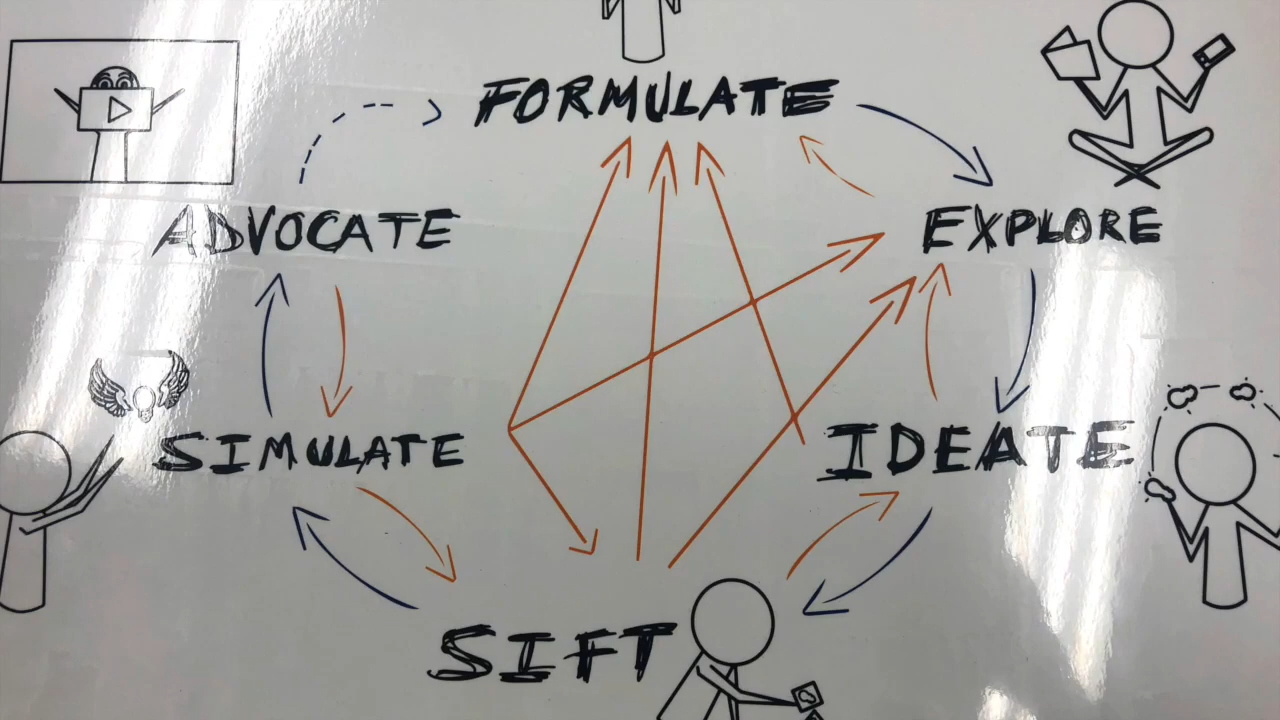 FORMULATE
ADVOCATE
EXPLORE
SIMULATE
IDEATE
SIFT